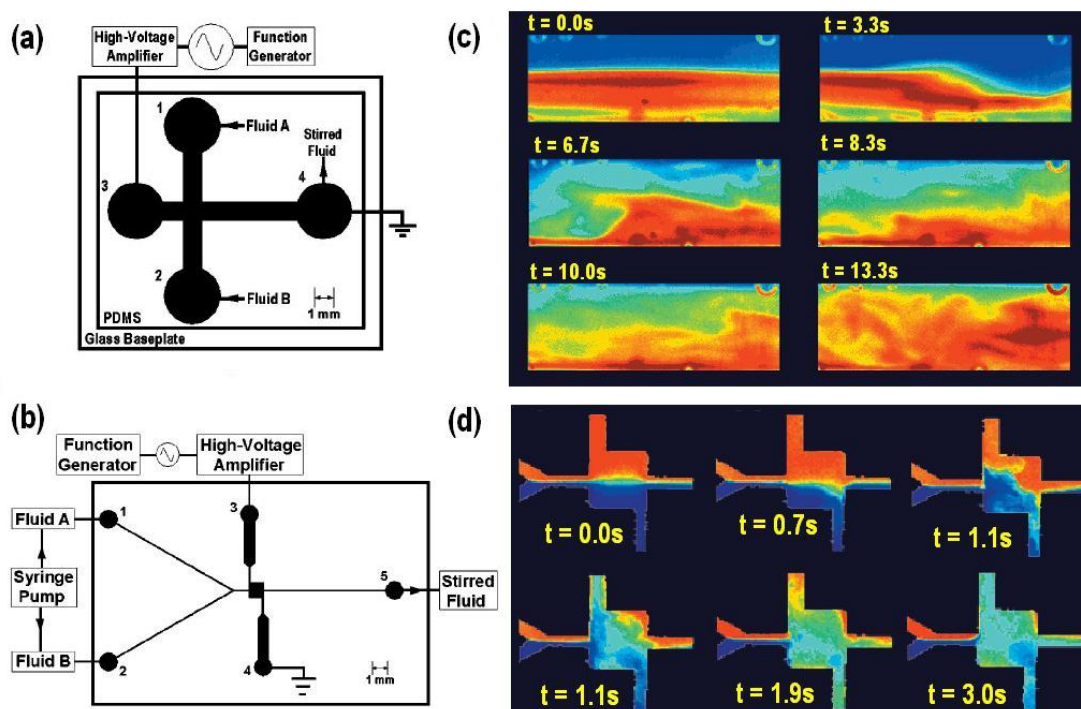 (a)
High-Voltage
Amplifier
Function
Generator
1
Fluid A
Stirred
Fluid
3
4
2
Fluid B
PDMS
1 mm
Glass Baseplate
(b)
Function
Generator
High-Voltage
Amplifier
Fluid A
1
3
Syringe
Pump
5
Stirred
Fluid
Fluid B
2
4
1 mm
(c)
t = 0.0s
t = 3.3s
t = 6.7s
t = 8.3s
t = 10.0s
t = 13.3s
(d)
t = 0.0s
t = 0.7s
t = 1.1s
t = 1.1s
t = 1.9s
t = 3.0s